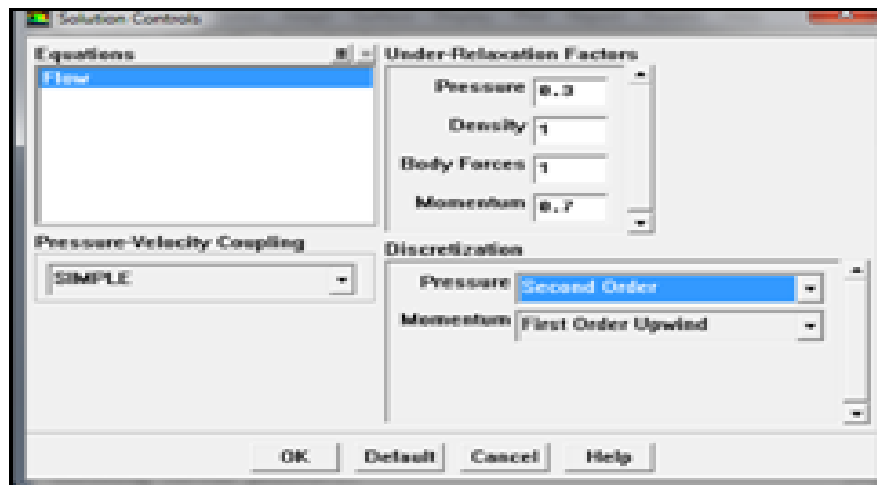 Solution Controls
Equations
Flow
Under-Relaxation Factors
Pressure 0.3
Density 1
Body Forces 1
Momentum 0.7
Pressure-Velocity Coupling
SIMPLE
Discretization
Pressure Second Order
Momentum First Order Upwind
OK Default Cancel Help